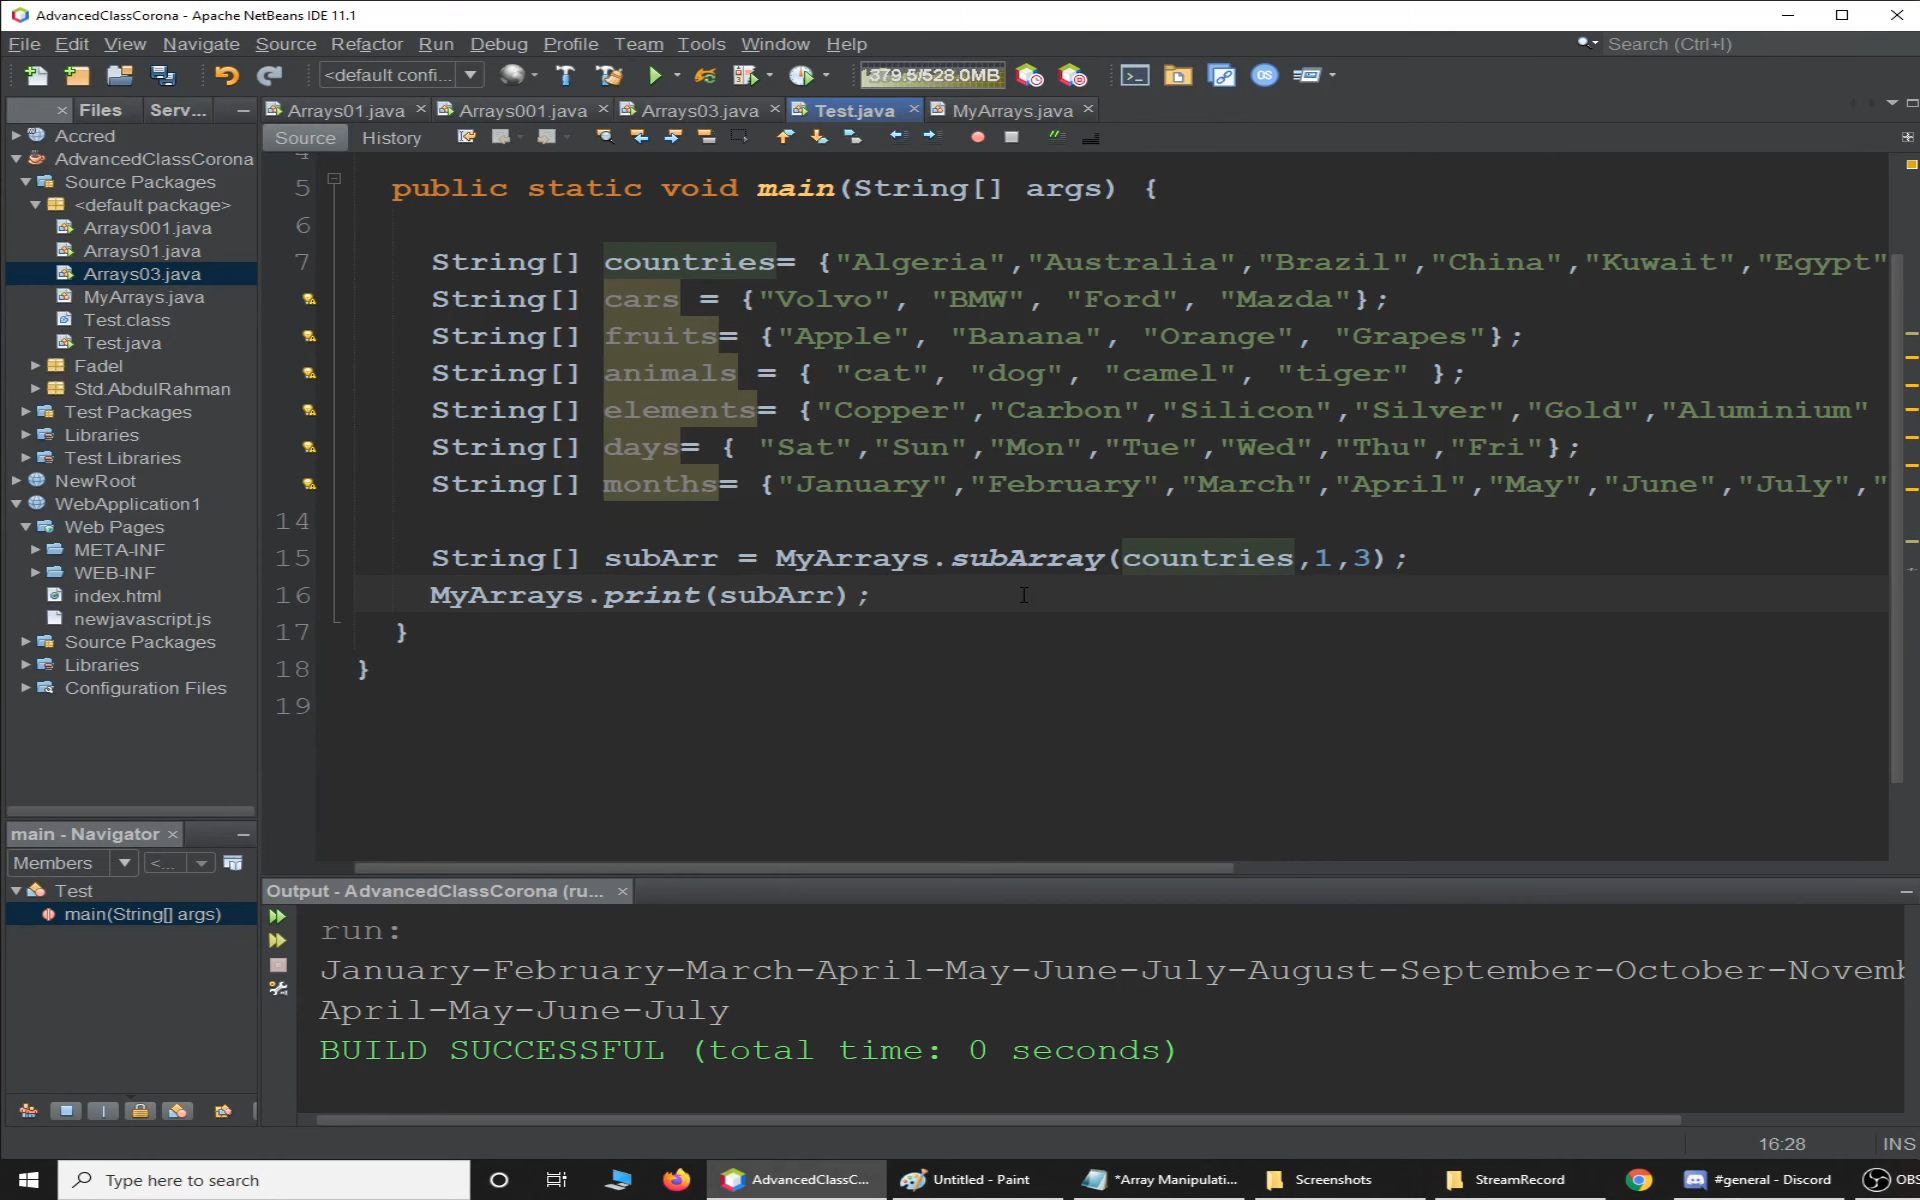 AdvancedClassCorona - Apache NetBeans IDE 11.1
File Edit View Navigate Source Refactor Run Debug Profile Team Tools Window Help
Search (Ctrl+I)
<default confi...
379.5/528.0MB
Files Serv...
Arrays01.java Arrays001.java Arrays03.java Test.java MyArrays.java
Source History
Accred
AdvancedClassCorona
Source Packages
<default package>
Arrays001.java
Arrays01.java
Arrays03.java
MyArrays.java
Test.class
Test.java
Fadel
Std.AbdulRahman
Test Packages
Libraries
Test Libraries
NewRoot
WebApplication1
Web Pages
META-INF
WEB-INF
index.html
newjavascript.js
Source Packages
Libraries
Configuration Files
5 public static void main(String[] args) {
6
7 String[] countries= {"Algeria","Australia","Brazil","China","Kuwait","Egypt"
String[] cars = {"Volvo", "BMW", "Ford", "Mazda"};
String[] fruits= {"Apple", "Banana", "Orange", "Grapes"};
String[] animals = { "cat", "dog", "camel", "tiger" };
String[] elements= {"Copper","Carbon","Silicon","Silver","Gold","Aluminium"
String[] days= { "Sat","Sun","Mon","Tue","Wed","Thu","Fri"};
String[] months= {"January","February","March","April","May","June","July","
14
15 String[] subArr = MyArrays.subArray(countries,1,3);
16 MyArrays.print(subArr);
17 }
18 }
19
main - Navigator
Members <...
Test
main(String[] args)
Output - AdvancedClassCorona (ru...
run:
January-February-March-April-May-June-July-August-September-October-Novemb
April-May-June-July
BUILD SUCCESSFUL (total time: 0 seconds)
16:28 INS
Type here to search
AdvancedClassC... Untitled - Paint *Array Manipulati... Screenshots StreamRecord #general - Discord OBS